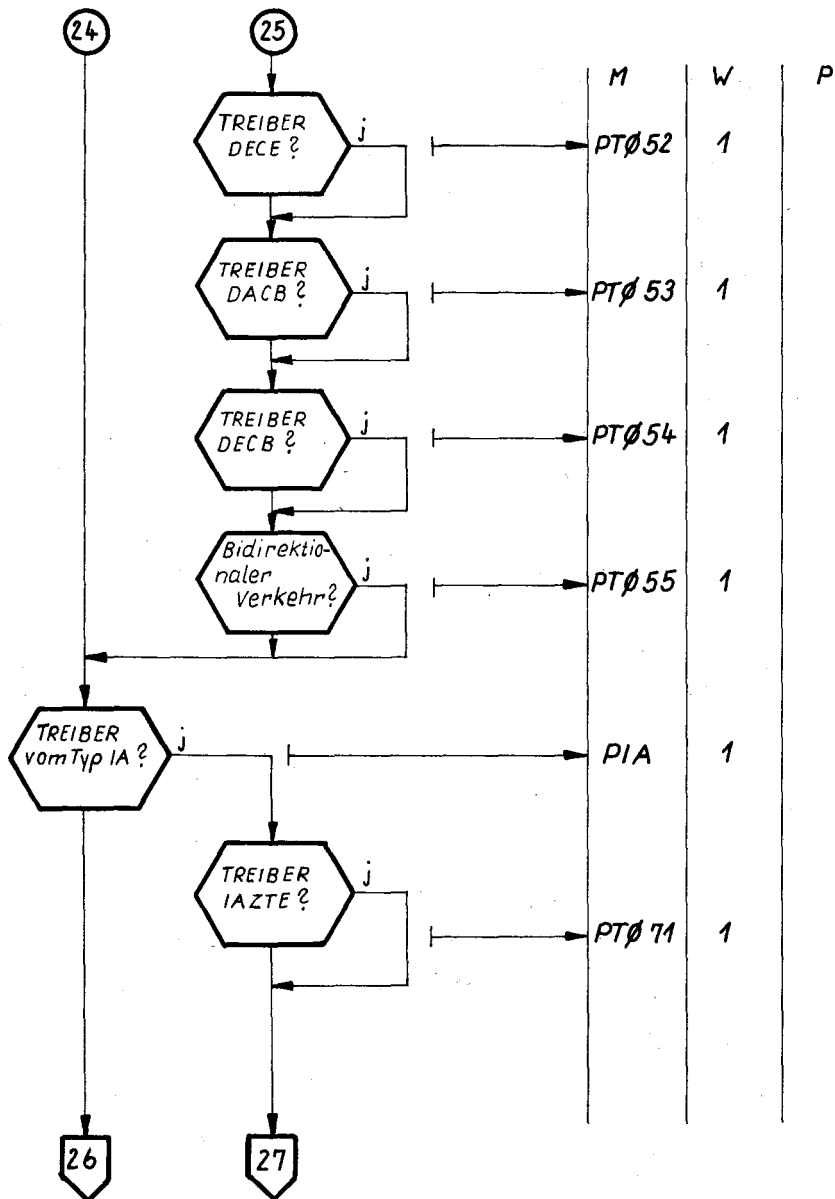 24 25
M W P
TREIBER
DECE ?
j
PTØ52 1
TREIBER
DACB ?
j
PTØ53 1
TREIBER
DECB ?
j
PTØ54 1
Bidirektio-
naler
Verkehr?
j
PTØ55 1
TREIBER
vom Typ IA ?
j
PIA 1
TREIBER
IAZTE ?
j
PTØ71 1
26 27